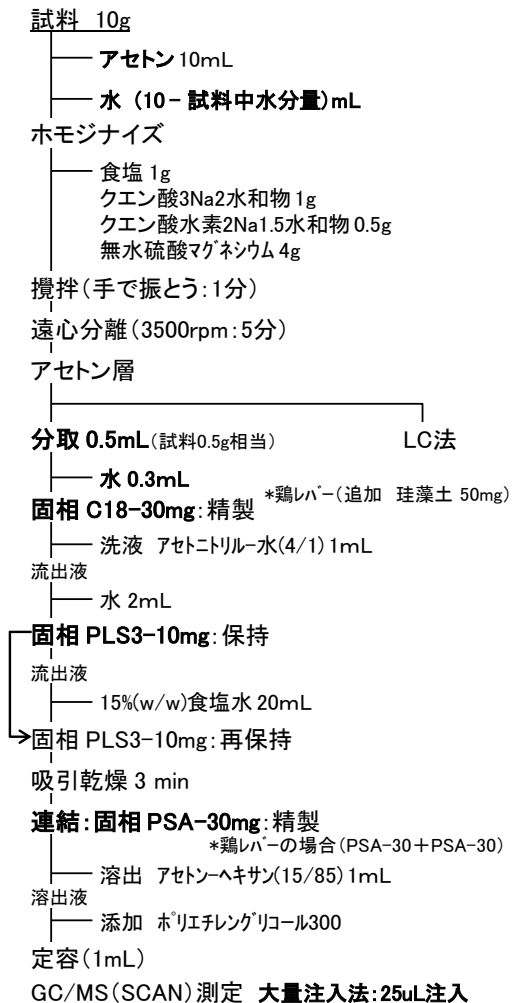 試料 10g
アセトン 10mL
水 (10-試料中水分量)mL
ホモジナイズ
食塩 1g
クエン酸3Na2水和物 1g
クエン酸水素2Na1.5水和物 0.5g
無水硫酸マグネシウム 4g
攪拌(手で振とう:1分)
遠心分離(3500rpm:5分)
アセトン層
分取 0.5mL(試料0.5g相当) LC法
水 0.3mL
*鶏レバー(追加 珪藻土 50mg)
固相 C18-30mg:精製
洗液 アセトニトリル-水(4/1) 1mL
流出液
水 2mL
固相 PLS3-10mg:保持
流出液
15%(w/w)食塩水 20mL
固相 PLS3-10mg:再保持
吸引乾燥 3 min
連結:固相 PSA-30mg:精製
*鶏レバーの場合(PSA-30+PSA-30)
溶出 アセトン-ヘキサン(15/85) 1mL
溶出液
添加 ポリエチレングリコール300
定容(1mL)
GC/MS(SCAN)測定 大量注入法:25uL注入